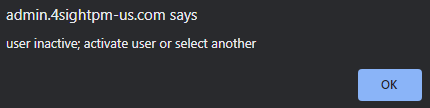 admin.4sightpm-us.com says
user inactive; activate user or select another
OK